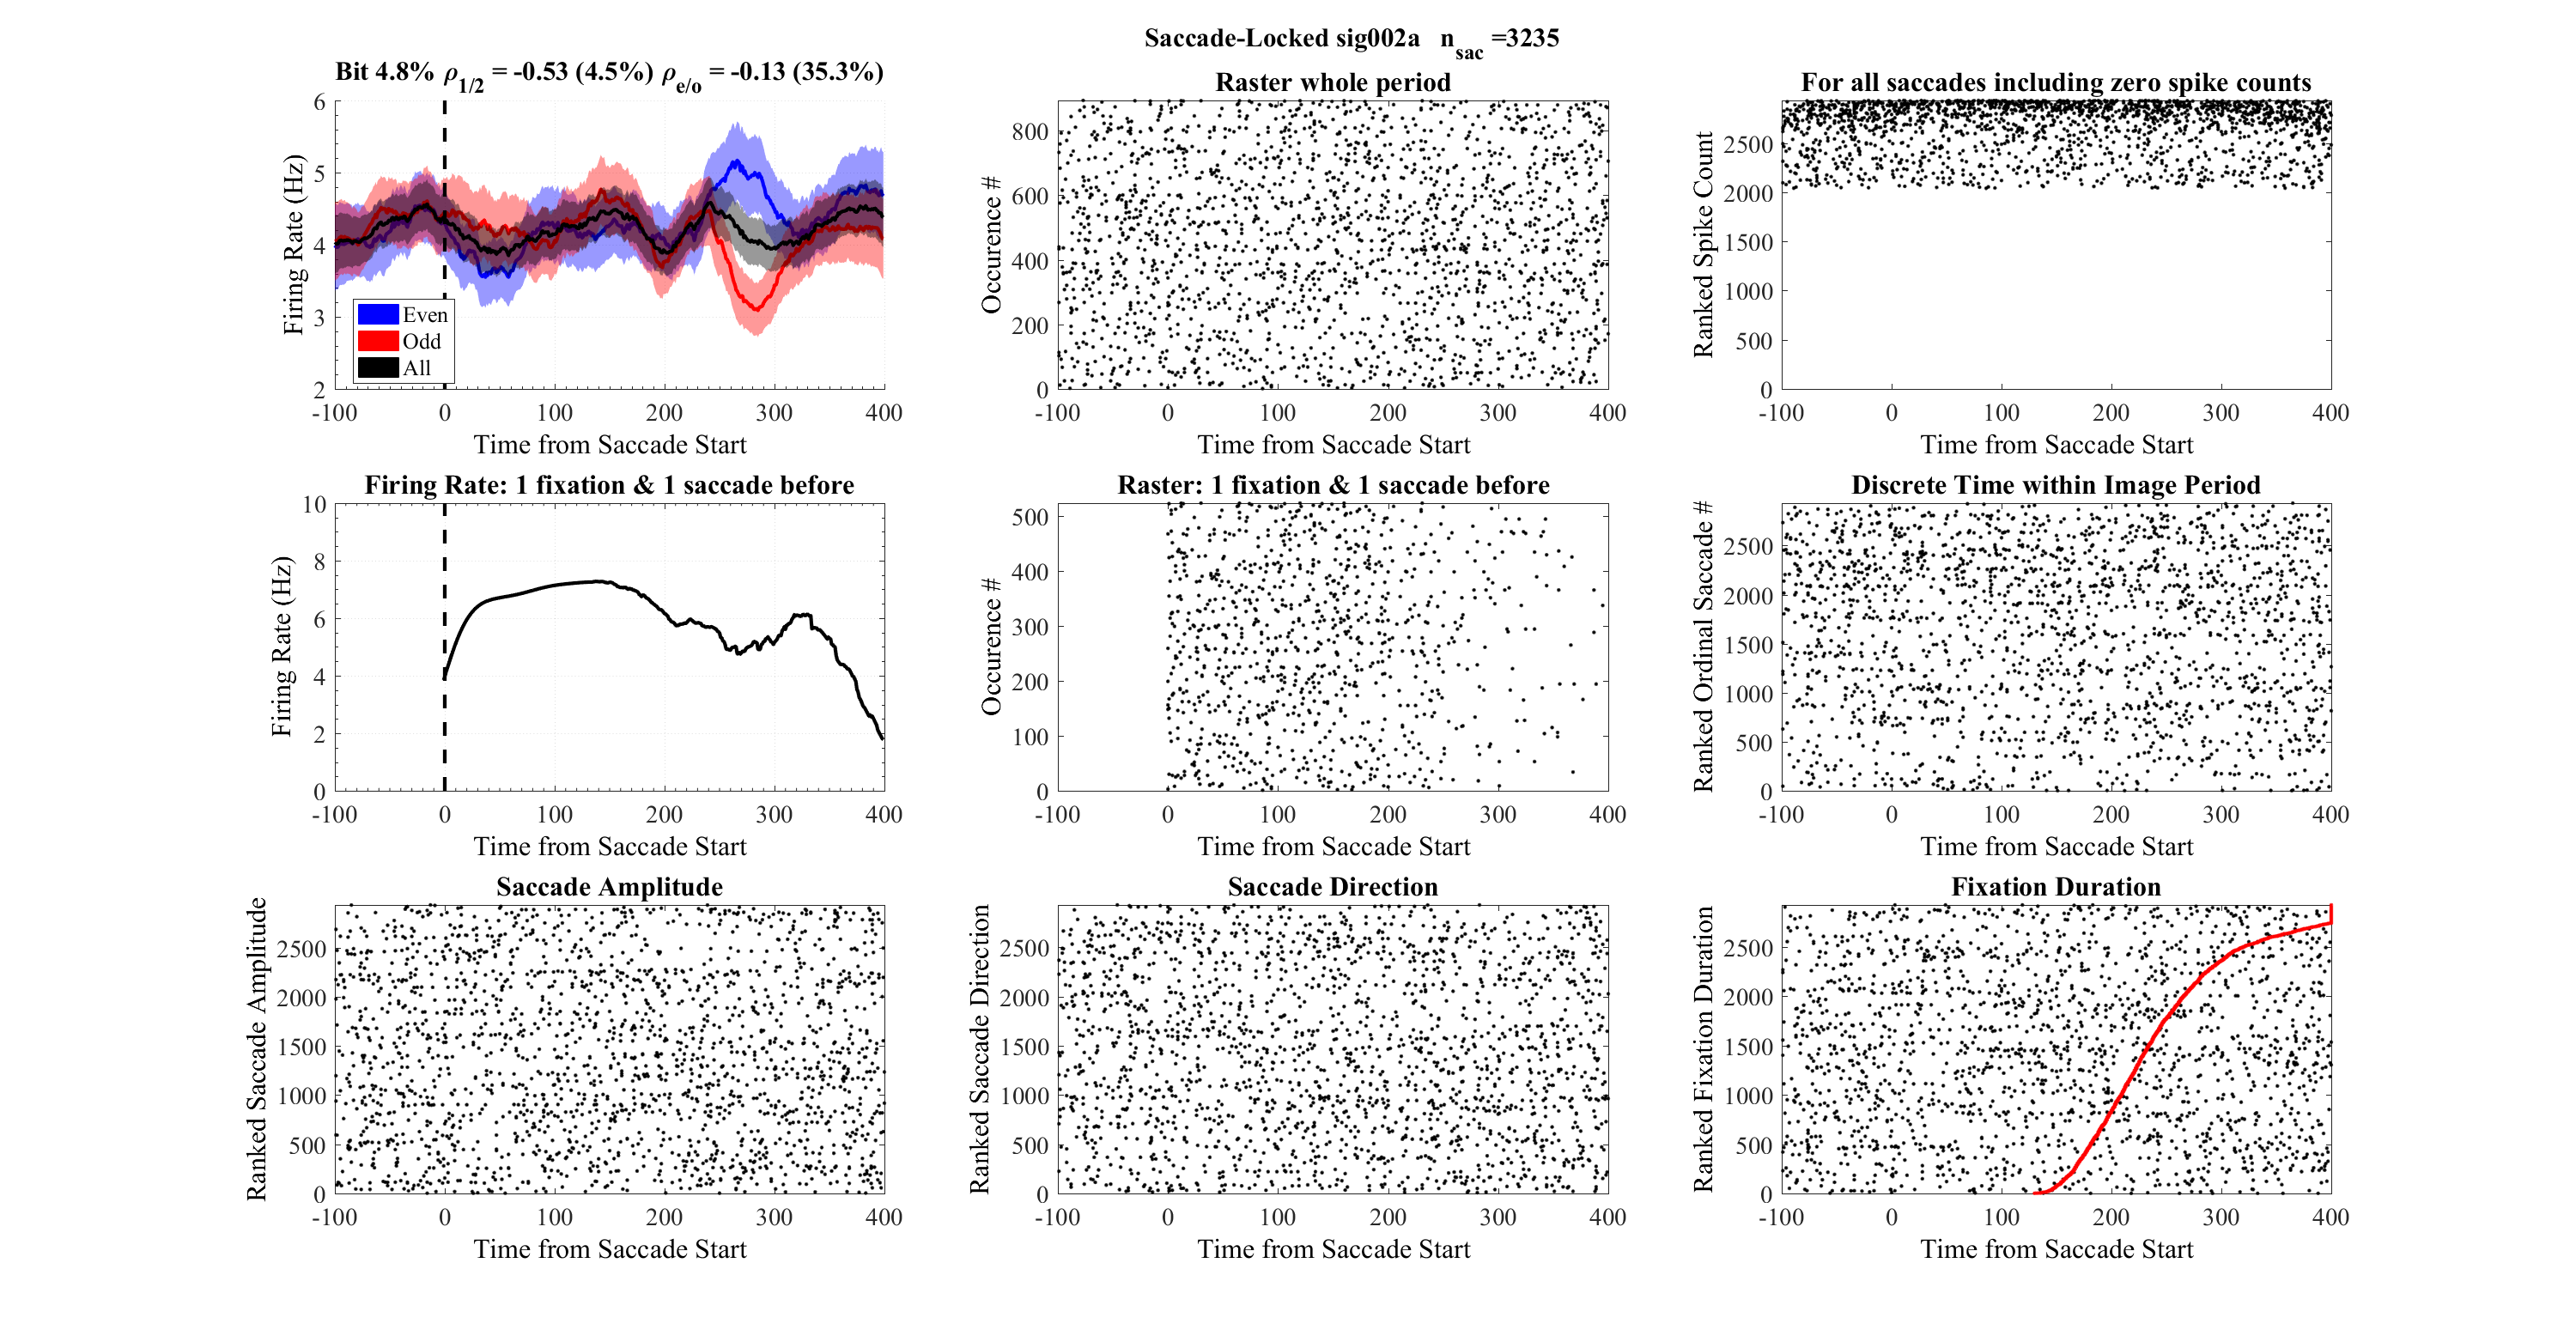 Saccade-Locked sig002a n_sac =3235
Bit 4.8% ρ_1/2 = -0.53 (4.5%) ρ_e/o = -0.13 (35.3%)
Firing Rate (Hz)
6
5
4
3
2
Even
Odd
All
-100 0 100 200 300 400
Time from Saccade Start
Raster whole period
Occurence #
800
600
400
200
0
-100 0 100 200 300 400
Time from Saccade Start
For all saccades including zero spike counts
Ranked Spike Count
2500
2000
1500
1000
500
0
-100 0 100 200 300 400
Time from Saccade Start
Firing Rate: 1 fixation & 1 saccade before
Firing Rate (Hz)
10
8
6
4
2
0
-100 0 100 200 300 400
Time from Saccade Start
Raster: 1 fixation & 1 saccade before
Occurence #
500
400
300
200
100
0
-100 0 100 200 300 400
Time from Saccade Start
Discrete Time within Image Period
Ranked Ordinal Saccade #
2500
2000
1500
1000
500
0
-100 0 100 200 300 400
Time from Saccade Start
Saccade Amplitude
Ranked Saccade Amplitude
2500
2000
1500
1000
500
0
-100 0 100 200 300 400
Time from Saccade Start
Saccade Direction
Ranked Saccade Direction
2500
2000
1500
1000
500
0
-100 0 100 200 300 400
Time from Saccade Start
Fixation Duration
Ranked Fixation Duration
2500
2000
1500
1000
500
0
-100 0 100 200 300 400
Time from Saccade Start